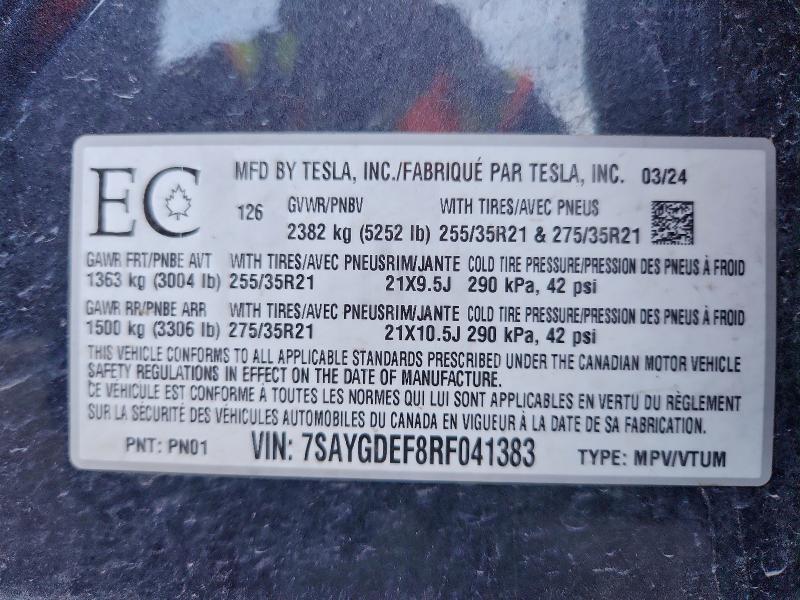 EC MFD BY TESLA, INC./FABRIQUÉ PAR TESLA, INC. 03/24
126 GVWR/PNBV WITH TIRES/AVEC PNEUS
2382 kg (5252 lb) 255/35R21 & 275/35R21
GAWR FRT/PNBE AVT WITH TIRES/AVEC PNEUS RIM/JANTE COLD TIRE PRESSURE/PRESSION DES PNEUS À FROID
1363 kg (3004 lb) 255/35R21 21X9.5J 290 kPa, 42 psi
GAWR RR/PNBE ARR WITH TIRES/AVEC PNEUS RIM/JANTE COLD TIRE PRESSURE/PRESSION DES PNEUS À FROID
1500 kg (3306 lb) 275/35R21 21X10.5J 290 kPa, 42 psi
THIS VEHICLE CONFORMS TO ALL APPLICABLE STANDARDS PRESCRIBED UNDER THE CANADIAN MOTOR VEHICLE
SAFETY REGULATIONS IN EFFECT ON THE DATE OF MANUFACTURE.
CE VEHICULE EST CONFORME À TOUTES LES NORMES QUI LUI SONT APPLICABLES EN VERTU DU RÈGLEMENT
SUR LA SÉCURITÉ DES VÉHICULES AUTOMOBILES DU CANADA EN VIGUEUR À LA DATE DE SA FABRICATION.
PNT: PN01 VIN: 7SAYGDEF8RF041383 TYPE: MPV/VTUM